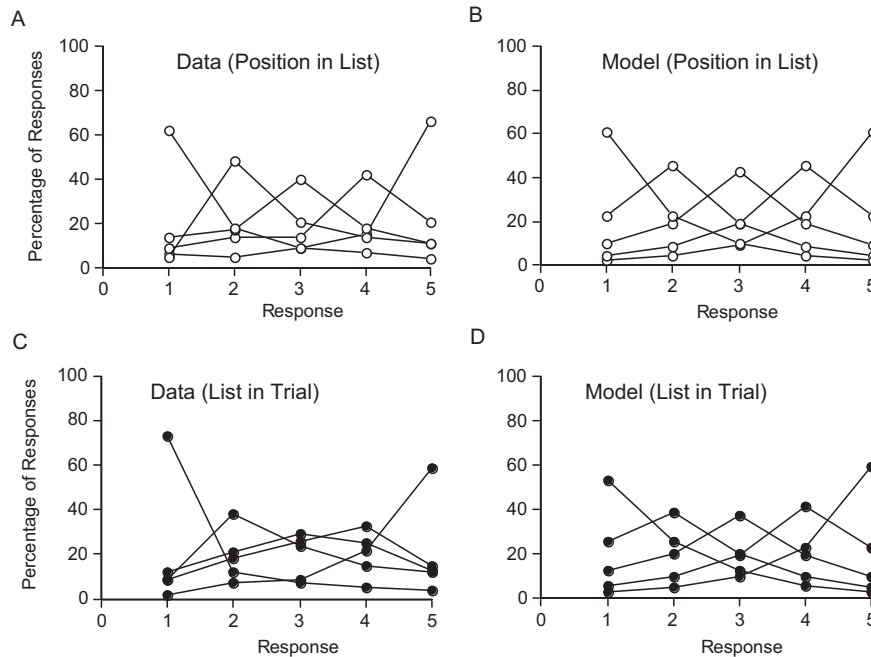 A
Data (Position in List)
Percentage of Responses
100
80
60
40
20
0
0 1 2 3 4 5
Response
B
Model (Position in List)
100
80
60
40
20
0
0 1 2 3 4 5
Response
C
Data (List in Trial)
Percentage of Responses
100
80
60
40
20
0
0 1 2 3 4 5
Response
D
Model (List in Trial)
100
80
60
40
20
0
0 1 2 3 4 5
Response